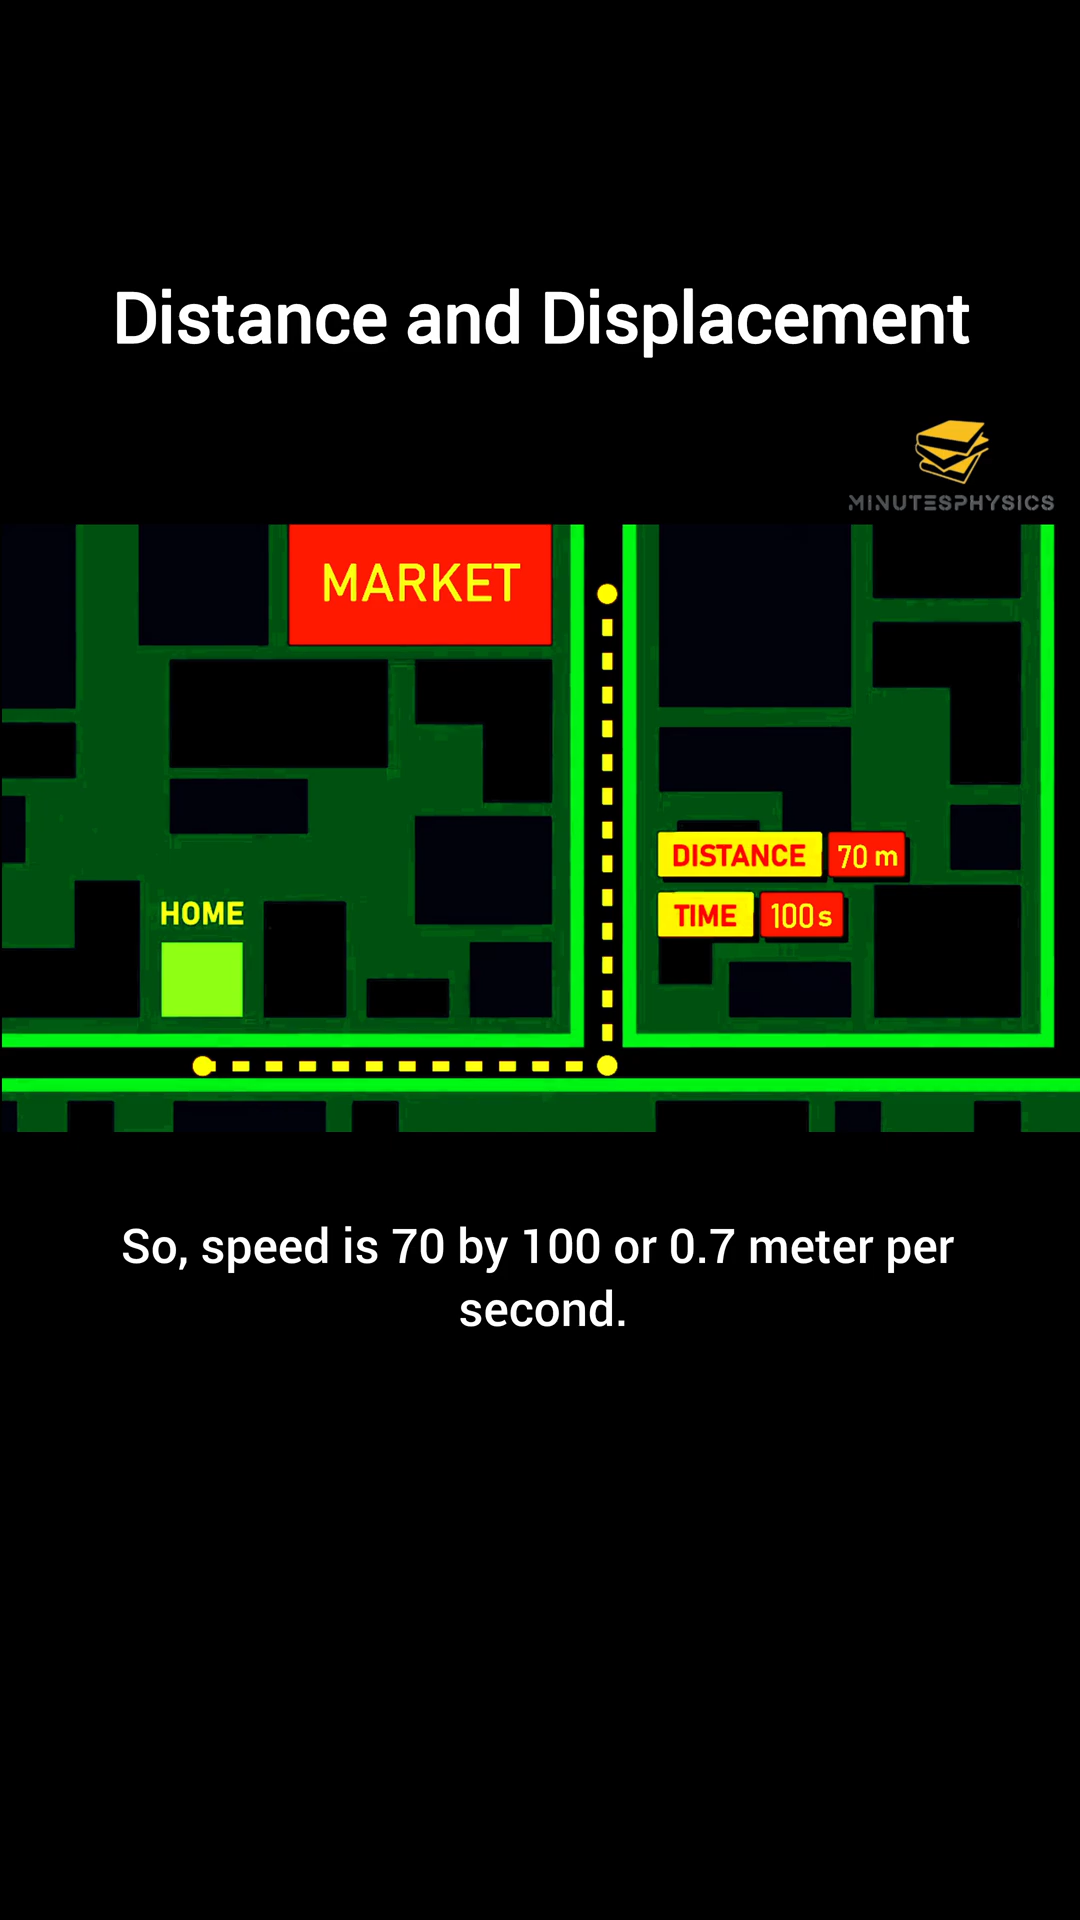 Distance and Displacement
MINUTESPHYSICS
MARKET
DISTANCE 70 m
TIME 100s
HOME
So, speed is 70 by 100 or 0.7 meter per
second.